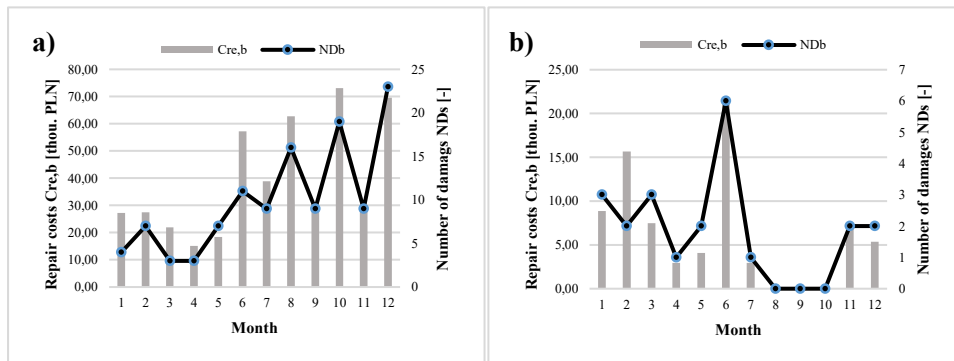 a)
Cre,b NDb
Repair costs Cre,b [thou. PLN]
80,00
70,00
60,00
50,00
40,00
30,00
20,00
10,00
0,00
25
20
15
10
5
0
Number of damags NDs [-]
1 2 3 4 5 6 7 8 9 10 11 12
Month
b)
Cre,b NDb
Repair costs Cre,b [thou. PLN]
25,00
20,00
15,00
10,00
5,00
0,00
7
6
5
4
3
2
1
0
Number of damages NDs [-]
1 2 3 4 5 6 7 8 9 10 11 12
Month